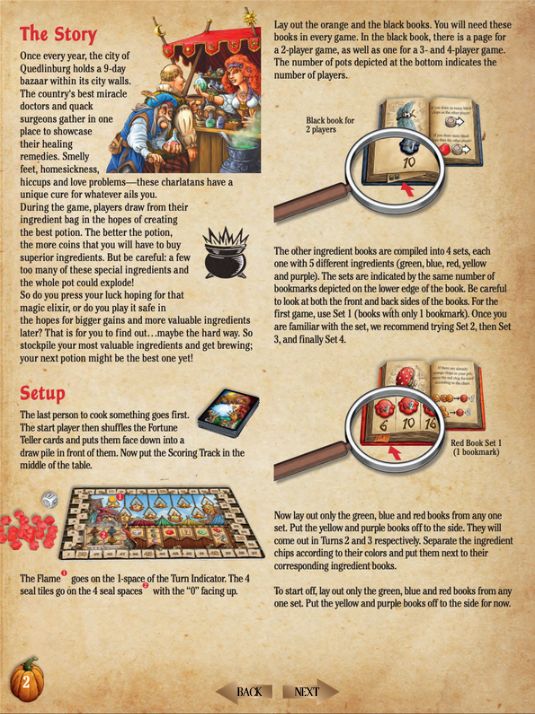 The Story
Once every year, the city of
Quedlinburg holds a 9-day
bazaar within its city walls.
The country's best miracle
doctors and quack
surgeons gather in one
place to showcase
their healing
remedies. Smelly
feet, homesickness,
hiccups and love problems—these charlatans have a
unique cure for whatever ails you.
During the game, players draw from their
ingredient bag in the hopes of creating
the best potion. The better the potion,
the more coins that you will have to buy
superior ingredients. But be careful: a few
too many of these special ingredients and
the whole pot could explode!
So do you press your luck hoping for that
magic elixir, or do you play it safe in
the hopes for bigger gains and more valuable ingredients
later? That is for you to find out…maybe the hard way. So
stockpile your most valuable ingredients and get brewing;
your next potion might be the best one yet!
Setup
The last person to cook something goes first.
The start player then shuffles the Fortune
Teller cards and puts them face down into a
draw pile in front of them. Now put the Scoring Track in the
middle of the table.
1
2
The Flame1 goes on the 1-space of the Turn Indicator. The 4
seal tiles go on the 4 seal spaces2 with the “0” facing up.
Lay out the orange and the black books. You will need these
books in every game. In the black book, there is a page for
a 2-player game, as well as one for a 3- and 4-player game.
The number of pots depicted at the bottom indicates the
number of players.
Black book for
2 players
10
The other ingredient books are compiled into 4 sets, each
one with 5 different ingredients (green, blue, red, yellow
and purple). The sets are indicated by the same number of
bookmarks depicted on the lower edge of the book. Be careful
to look at both the front and back sides of the books. For the
first game, use Set 1 (books with only 1 bookmark). Once you
are familiar with the set, we recommend trying Set 2, then Set
3, and finally Set 4.
6 10 16
Red Book Set 1
(1 bookmark)
Now lay out only the green, blue and red books from any one
set. Put the yellow and purple books off to the side. They will
come out in Turns 2 and 3 respectively. Separate the ingredient
chips according to their colors and put them next to their
corresponding ingredient books.
To start off, lay out only the green, blue and red books from any
one set. Put the yellow and purple books off to the side for now.
2
BACK
NEXT